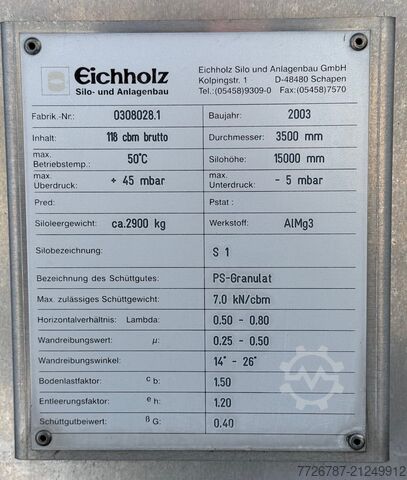 Eichholz
Silo- und Anlagenbau
Eichholz Silo und Anlagenbau GmbH
Kolpingstr. 1 D-48480 Schapen
Tel.:(05458)9309-0 Fax:(05458)7570
Fabrik.-Nr.: 0308028.1 Baujahr: 2003
Inhalt: 118 cbm brutto Durchmesser: 3500 mm
max. Betriebstemp.: 50°C Silohöhe: 15000 mm
max. Überdruck: + 45 mbar max. Unterdruck: - 5 mbar
Pred: Pstat :
Siloleergewicht: ca.2900 kg Werkstoff: AlMg3
Silobezeichnung: S 1
Bezeichnung des Schüttgutes: PS-Granulat
Max. zulässiges Schüttgewicht: 7.0 kN/cbm
Horizontalverhältnis: Lambda: 0.50 - 0.80
Wandreibungswert: µ: 0.25 - 0.50
Wandreibungswinkel: 14° - 26°
Bodenlastfaktor: c b: 1.50
Entleerungsfaktor: e h: 1.20
Schüttgutbeiwert: ß G: 0.40
7726787-21249912